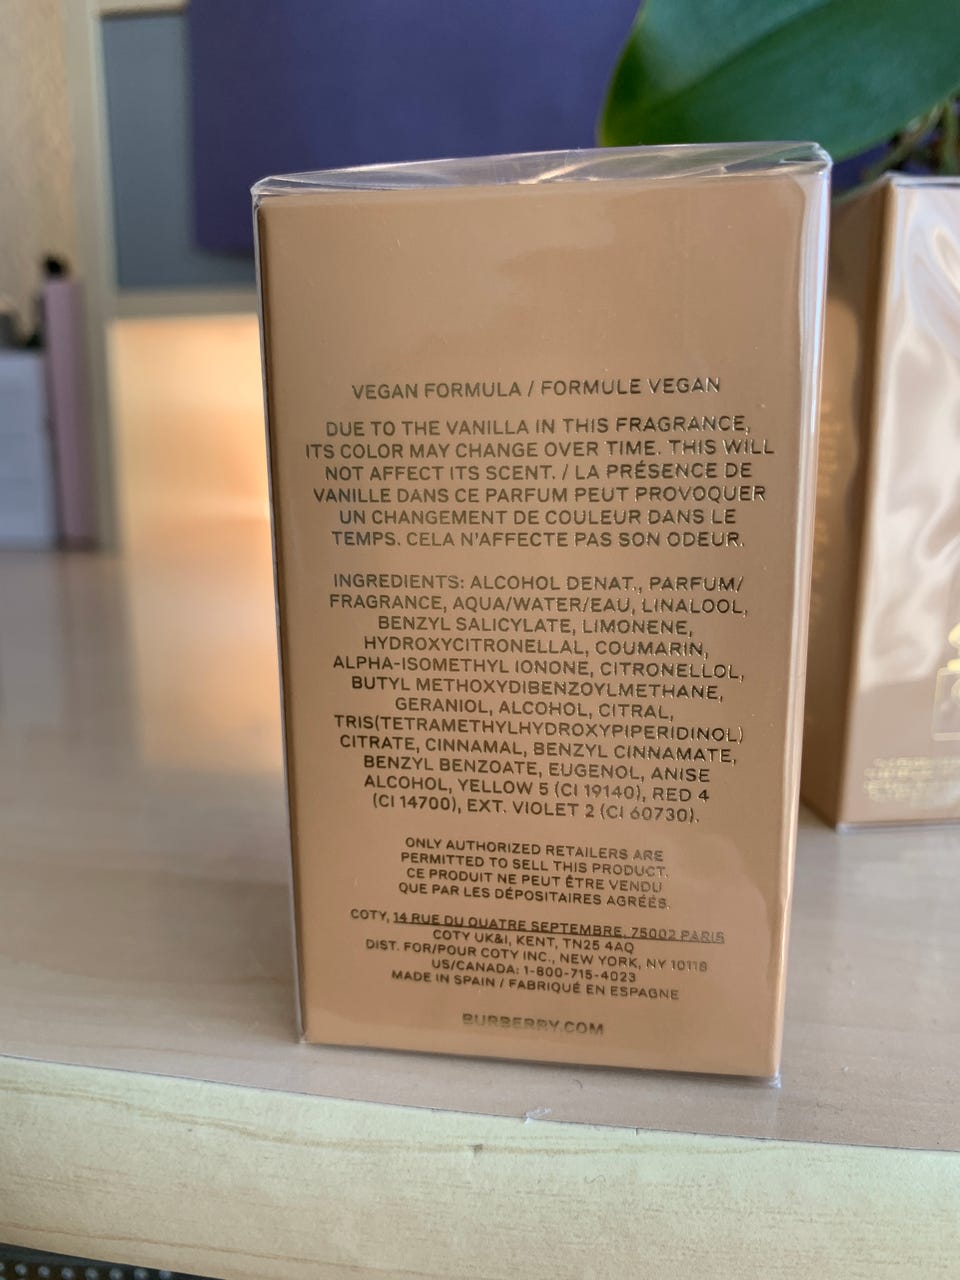 VEGAN FORMULA / FORMULE VEGAN
DUE TO THE VANILLA IN THIS FRAGRANCE,
ITS COLOR MAY CHANGE OVER TIME. THIS WILL
NOT AFFECT ITS SCENT. / LA PRÉSENCE DE
VANILLE DANS CE PARFUM PEUT PROVOQUER
UN CHANGEMENT DE COULEUR DANS LE
TEMPS. CELA N'AFFECTE PAS SON ODEUR.
INGREDIENTS: ALCOHOL DENAT., PARFUM/
FRAGRANCE, AQUA/WATER/EAU, LINALOOL,
BENZYL SALICYLATE, LIMONENE,
HYDROXYCITRONELLAL, COUMARIN,
ALPHA-ISOMETHYL IONONE, CITRONELLOL,
BUTYL METHOXYDIBENZOYLMETHANE,
GERANIOL, ALCOHOL, CITRAL,
TRIS(TETRAMETHYLHYDROXYPIPERIDINOL)
CITRATE, CINNAMAL, BENZYL CINNAMATE,
BENZYL BENZOATE, EUGENOL, ANISE
ALCOHOL, YELLOW 5 (CI 19140), RED 4
(CI 14700), EXT. VIOLET 2 (CI 60730).
ONLY AUTHORIZED RETAILERS ARE
PERMITTED TO SELL THIS PRODUCT.
CE PRODUIT NE PEUT ÊTRE VENDU
QUE PAR LES DÉPOSITAIRES AGRÉÉS.
COTY, 14 RUE DU QUATRE SEPTEMBRE, 75002 PARIS
COTY UK&I, KENT, TN25 4AQ
DIST. FOR/POUR COTY INC., NEW YORK, NY 10118
US/CANADA: 1-800-715-4023
MADE IN SPAIN / FABRIQUÉ EN ESPAGNE
BURBERRY.COM